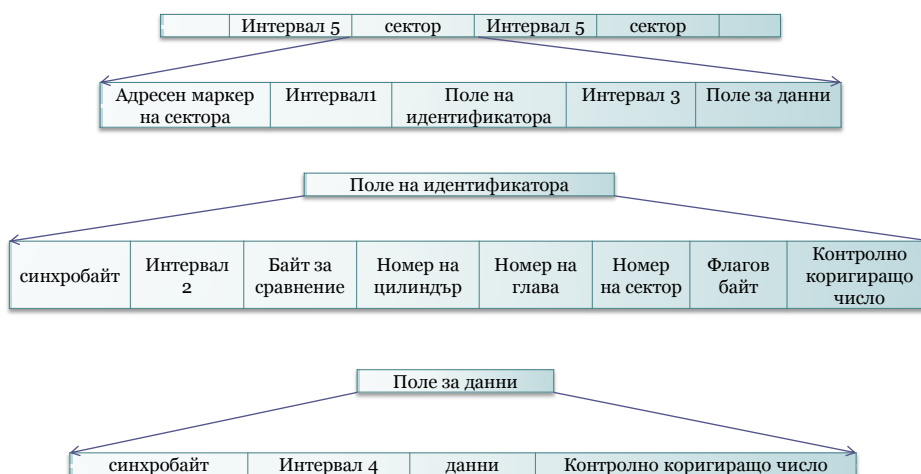 Интервал 5 сектор Интервал 5 сектор
Адресен маркер Интервал1 Поле на Интервал 3 Поле за данни
на сектора идентификатора
Поле на идентификатора
синхробайт Интервал Байт за Номер на Номер на Номер Флагов Контролно
2 сравнение цилиндър глава на сектор байт коригиращо
число
Поле за данни
синхробайт Интервал 4 данни Контролно коригиращо число